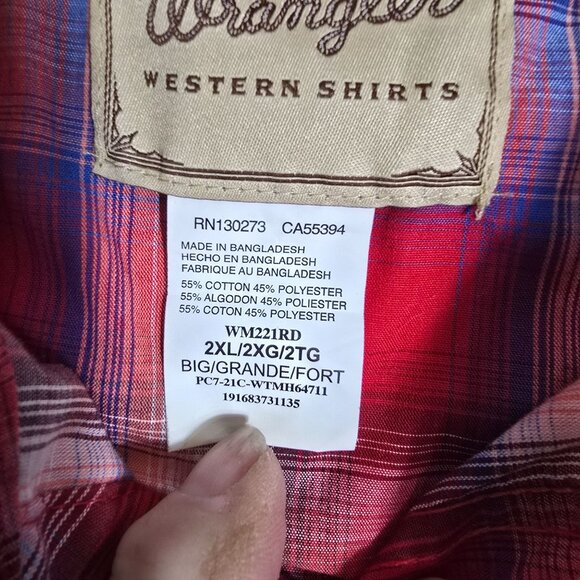 Wrangler
WESTERN SHIRTS
RN130273 CA55394
MADE IN BANGLADESH
HECHO EN BANGLADESH
FABRIQUE AU BANGLADESH
55% COTTON 45% POLYESTER
55% ALGODON 45% POLIESTER
55% COTON 45% POLYESTER
WM221RD
2XL/2XG/2TG
BIG/GRANDE/FORT
PC7-21C-WTMH64711
191683731135